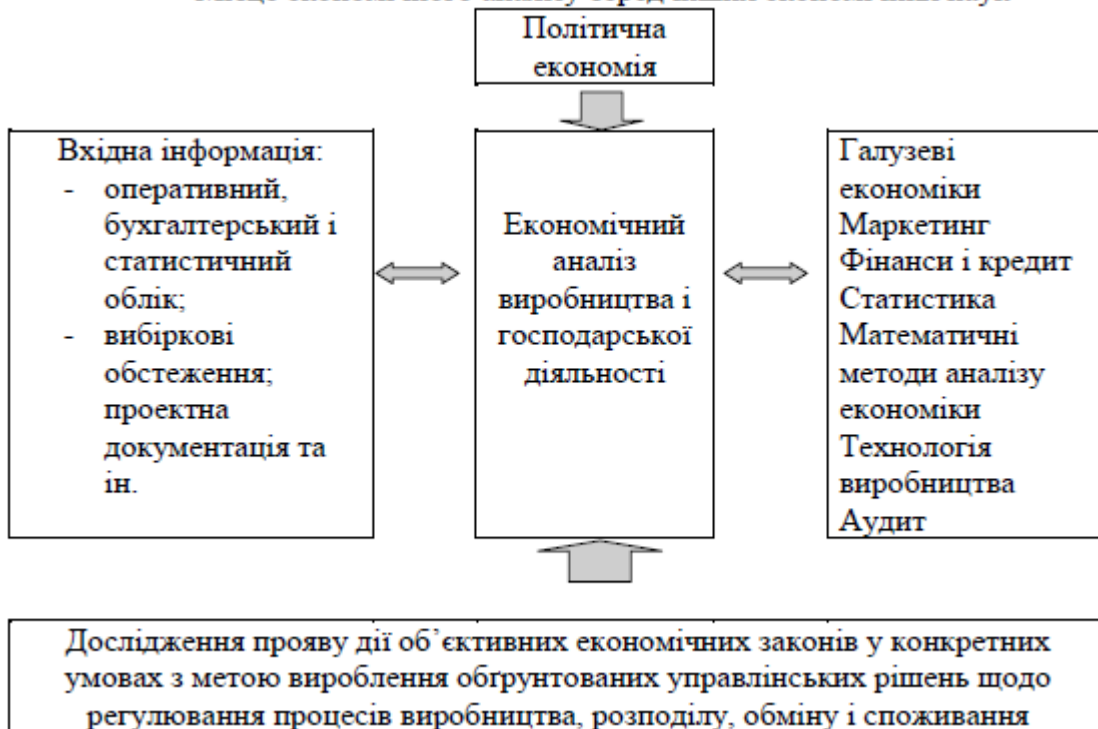 Політична
економія
Вхідна інформація:
- оперативний,
бухгалтерський і
статистичний
облік;
- вибіркові
обстеження;
проектна
документація та
ін.
Економічний
аналіз
виробництва і
господарської
діяльності
Галузеві
економіки
Маркетинг
Фінанси і кредит
Статистика
Математичні
методи аналізу
економіки
Технологія
виробництва
Аудит
Дослідження прояву дії об’єктивних економічних законів у конкретних
умовах з метою вироблення обґрунтованих управлінських рішень щодо
регулювання процесів виробництва, розподілу, обміну і споживання